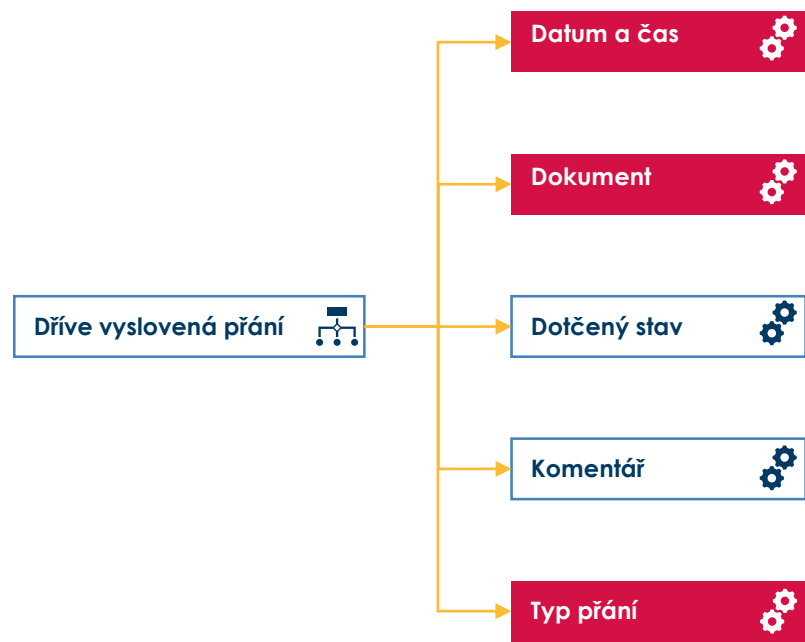 Datum a čas
Dokument
Dříve vyslovená přání
Dotčený stav
Komentář
Typ přání